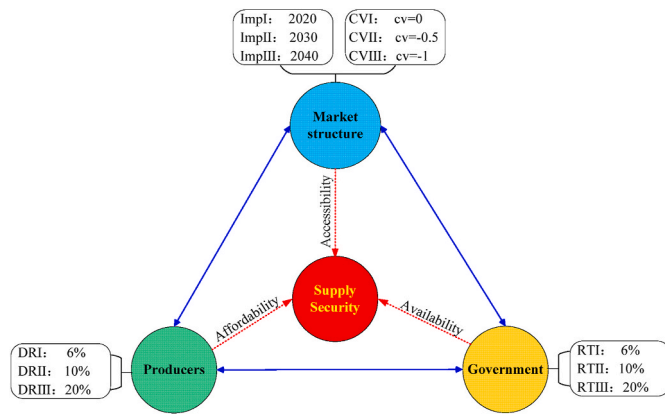 ImpI： 2020
ImpII： 2030
ImpIII： 2040
CVI： cv=0
CVII： cv=-0.5
CVIII： cv=-1
Market
structure
Accessibility
Supply
Security
Affordability
Availability
DRI： 6%
DRII： 10%
DRIII： 20%
Producers
Government
RTI： 6%
RTII： 10%
RTIII： 20%